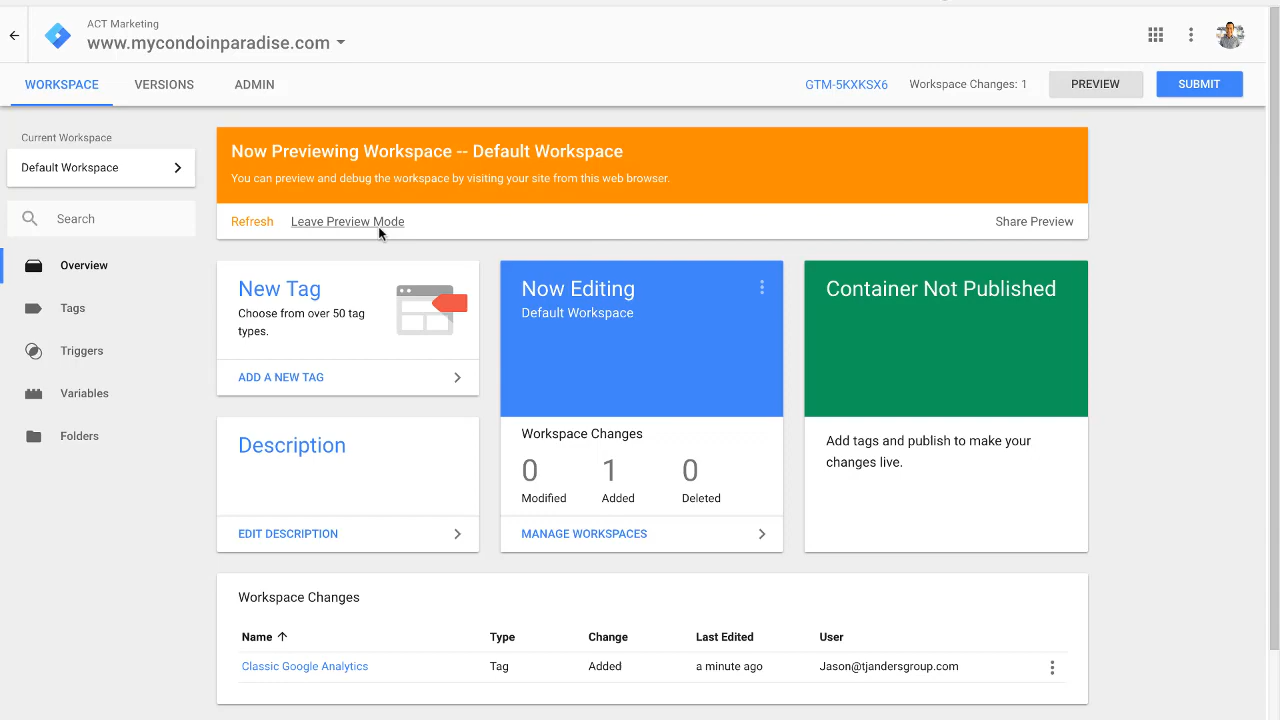 ACT Marketing
www.mycondoinparadise.com
WORKSPACE
VERSIONS
ADMIN
GTM-5KXKSX6
Workspace Changes: 1
PREVIEW
SUBMIT
Current Workspace
Default Workspace
Search
Overview
Tags
Triggers
Variables
Folders
Now Previewing Workspace -- Default Workspace
You can preview and debug the workspace by visiting your site from this web browser.
Refresh
Leave Preview Mode
Share Preview
New Tag
Choose from over 50 tag
types.
ADD A NEW TAG
Description
EDIT DESCRIPTION
Now Editing
Default Workspace
Workspace Changes
0 1 0
Modified Added Deleted
MANAGE WORKSPACES
Container Not Published
Add tags and publish to make your
changes live.
Workspace Changes
Name Type Change Last Edited User
Classic Google Analytics Tag Added a minute ago Jason@tjandersgroup.com